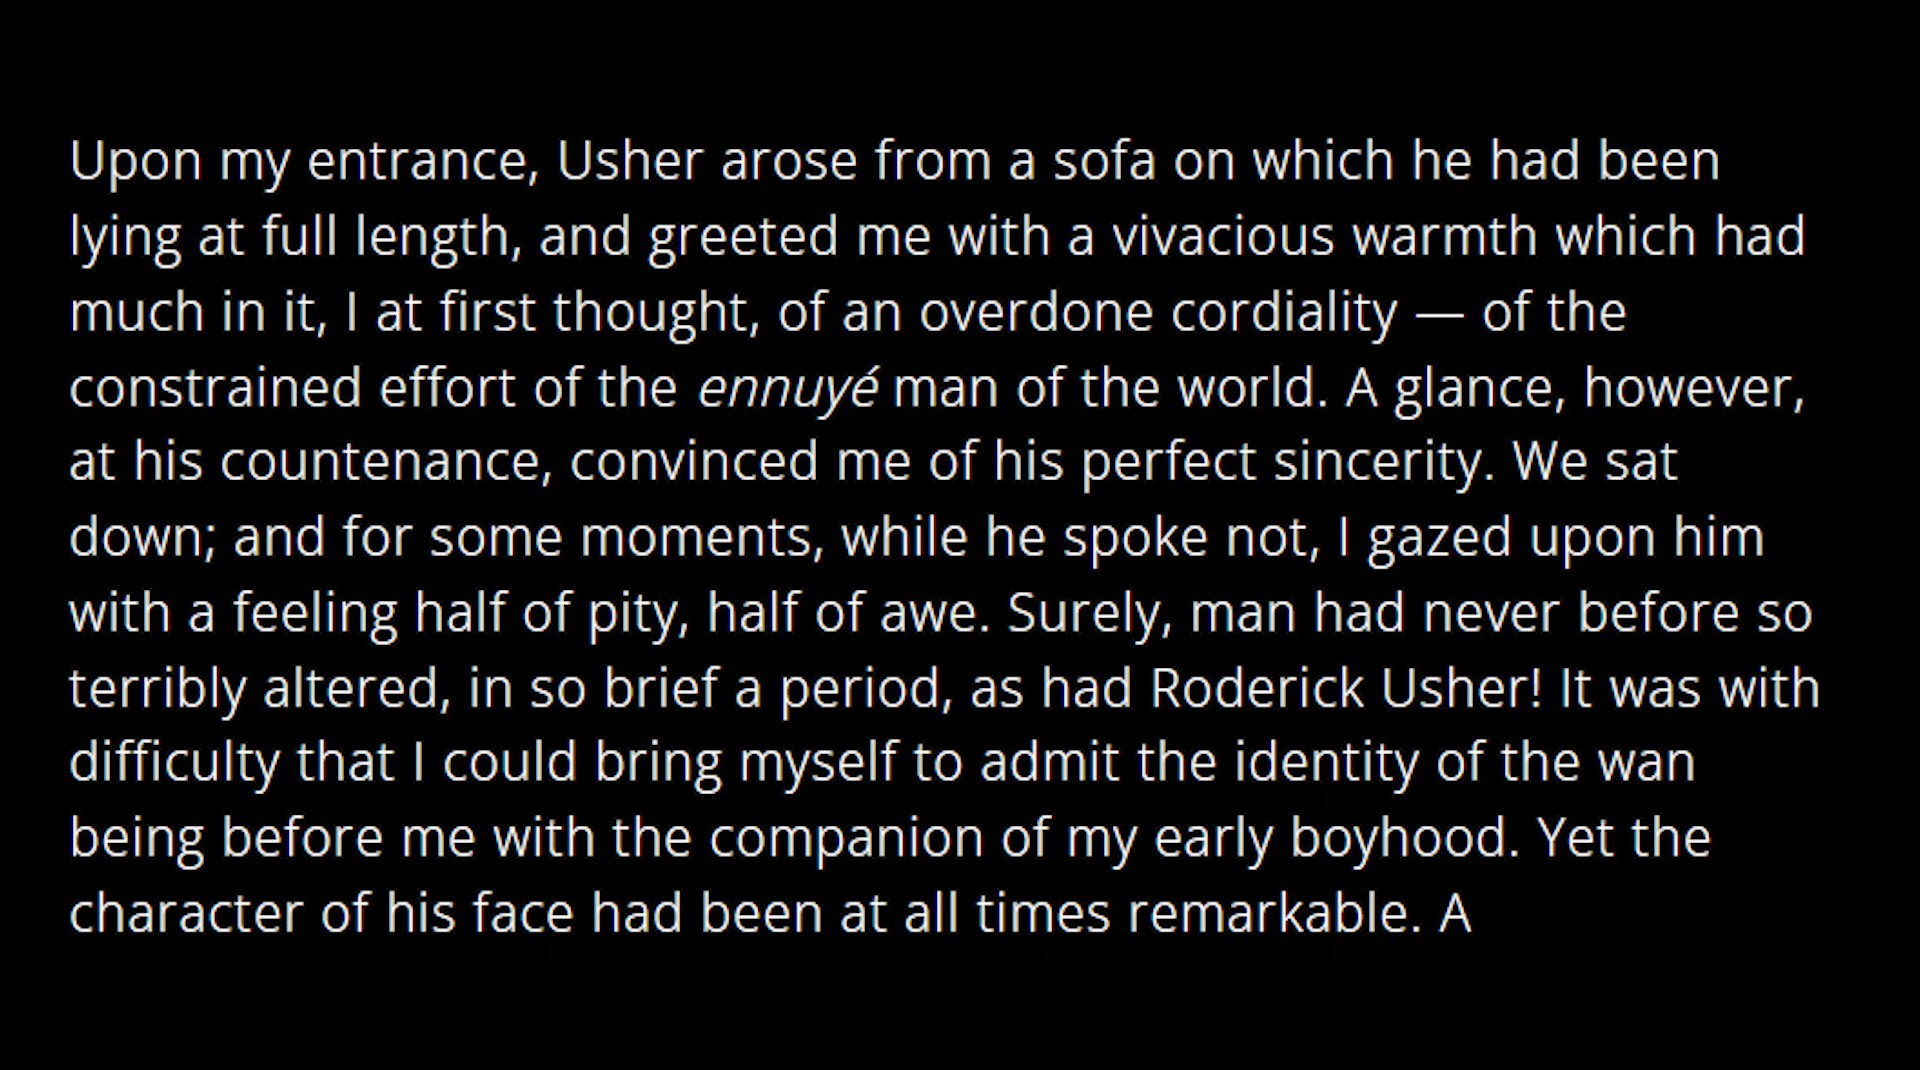 Upon my entrance, Usher arose from a sofa on which he had been
lying at full length, and greeted me with a vivacious warmth which had
much in it, I at first thought, of an overdone cordiality — of the
constrained effort of the ennuyé man of the world. A glance, however,
at his countenance, convinced me of his perfect sincerity. We sat
down; and for some moments, while he spoke not, I gazed upon him
with a feeling half of pity, half of awe. Surely, man had never before so
terribly altered, in so brief a period, as had Roderick Usher! It was with
difficulty that I could bring myself to admit the identity of the wan
being before me with the companion of my early boyhood. Yet the
character of his face had been at all times remarkable. A